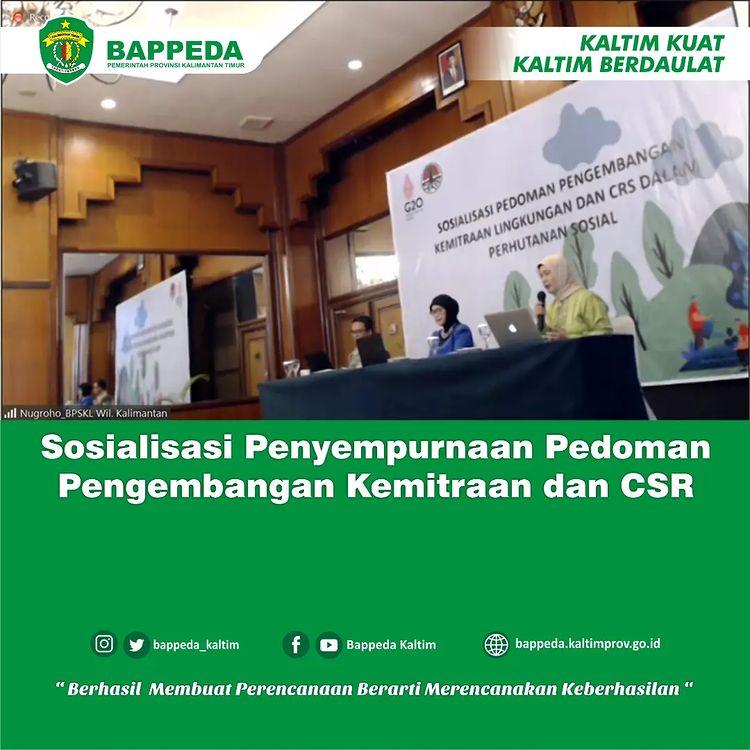 Reco
BAPPEDA
PEMERINTAH PROVINSI KALIMANTAN TIMUR
KALTIM KUAT
KALTIM BERDAULAT
G20
SOSIALISASI PEDOMAN PENGEMBANGAN
KEMITRAAN LINGKUNGAN DAN CRS DALAM
PERHUTANAN SOSIAL
Nugroho_BPSKL Wil. Kalimantan
Sosialisasi Penyempurnaan Pedoman
Pengembangan Kemitraan dan CSR
bappeda_kaltim
Bappeda Kaltim
bappeda.kaltimprov.go.id
“ Berhasil Membuat Perencanaan Berarti Merencanakan Keberhasilan “